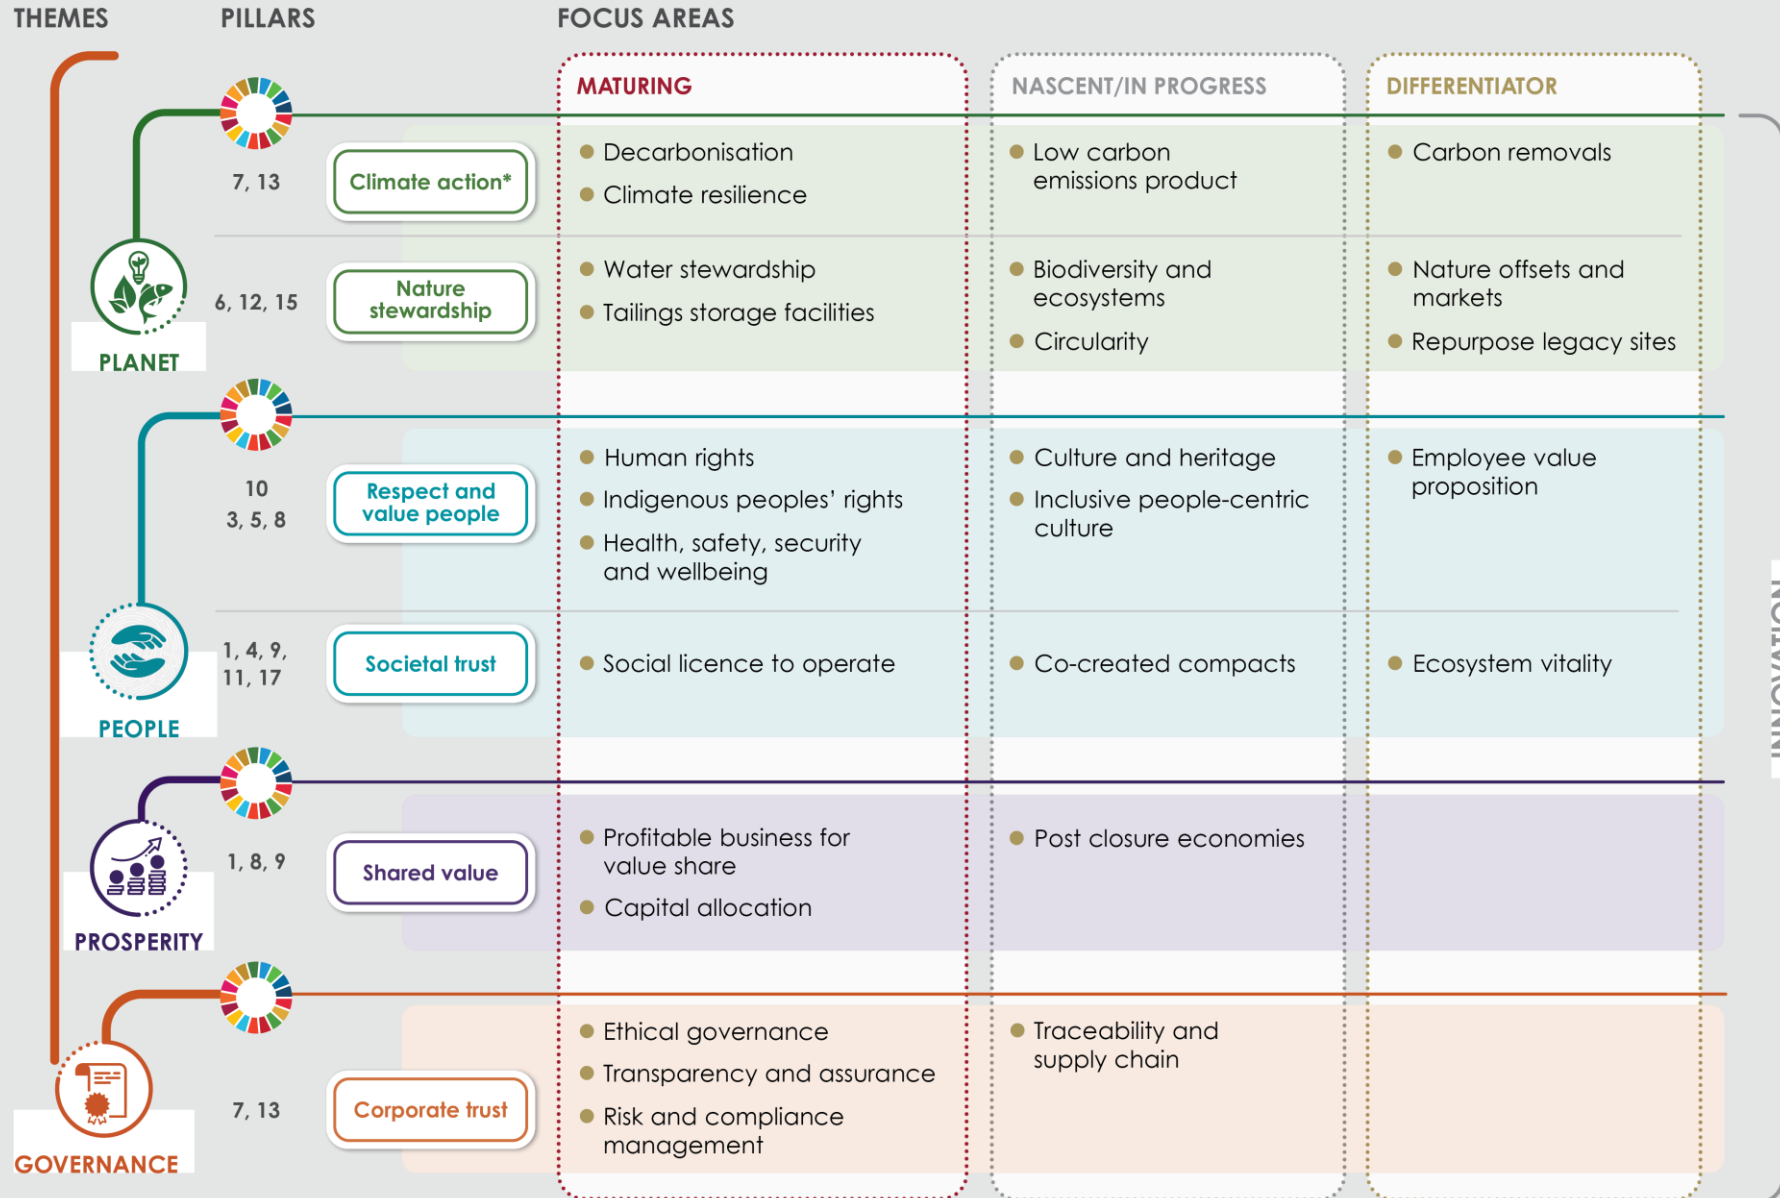 THEMES
PILLARS
FOCUS AREAS
MATURING
NASCENT/IN PROGRESS
DIFFERENTIATOR
7, 13
Climate action*
Decarbonisation
Climate resilience
Low carbon
emissions product
Carbon removals
PLANET
6, 12, 15
Nature
stewardship
Water stewardship
Tailings storage facilities
Biodiversity and
ecosystems
Circularity
Nature offsets and
markets
Repurpose legacy sites
10
3, 5, 8
Respect and
value people
Human rights
Indigenous peoples’ rights
Health, safety, security
and wellbeing
Culture and heritage
Inclusive people-centric
culture
Employee value
proposition
PEOPLE
1, 4, 9,
11, 17
Societal trust
Social licence to operate
Co-created compacts
Ecosystem vitality
INNOVATION
PROSPERITY
1, 8, 9
Shared value
Profitable business for
value share
Capital allocation
Post closure economies
GOVERNANCE
7, 13
Corporate trust
Ethical governance
Transparency and assurance
Risk and compliance
management
Traceability and
supply chain